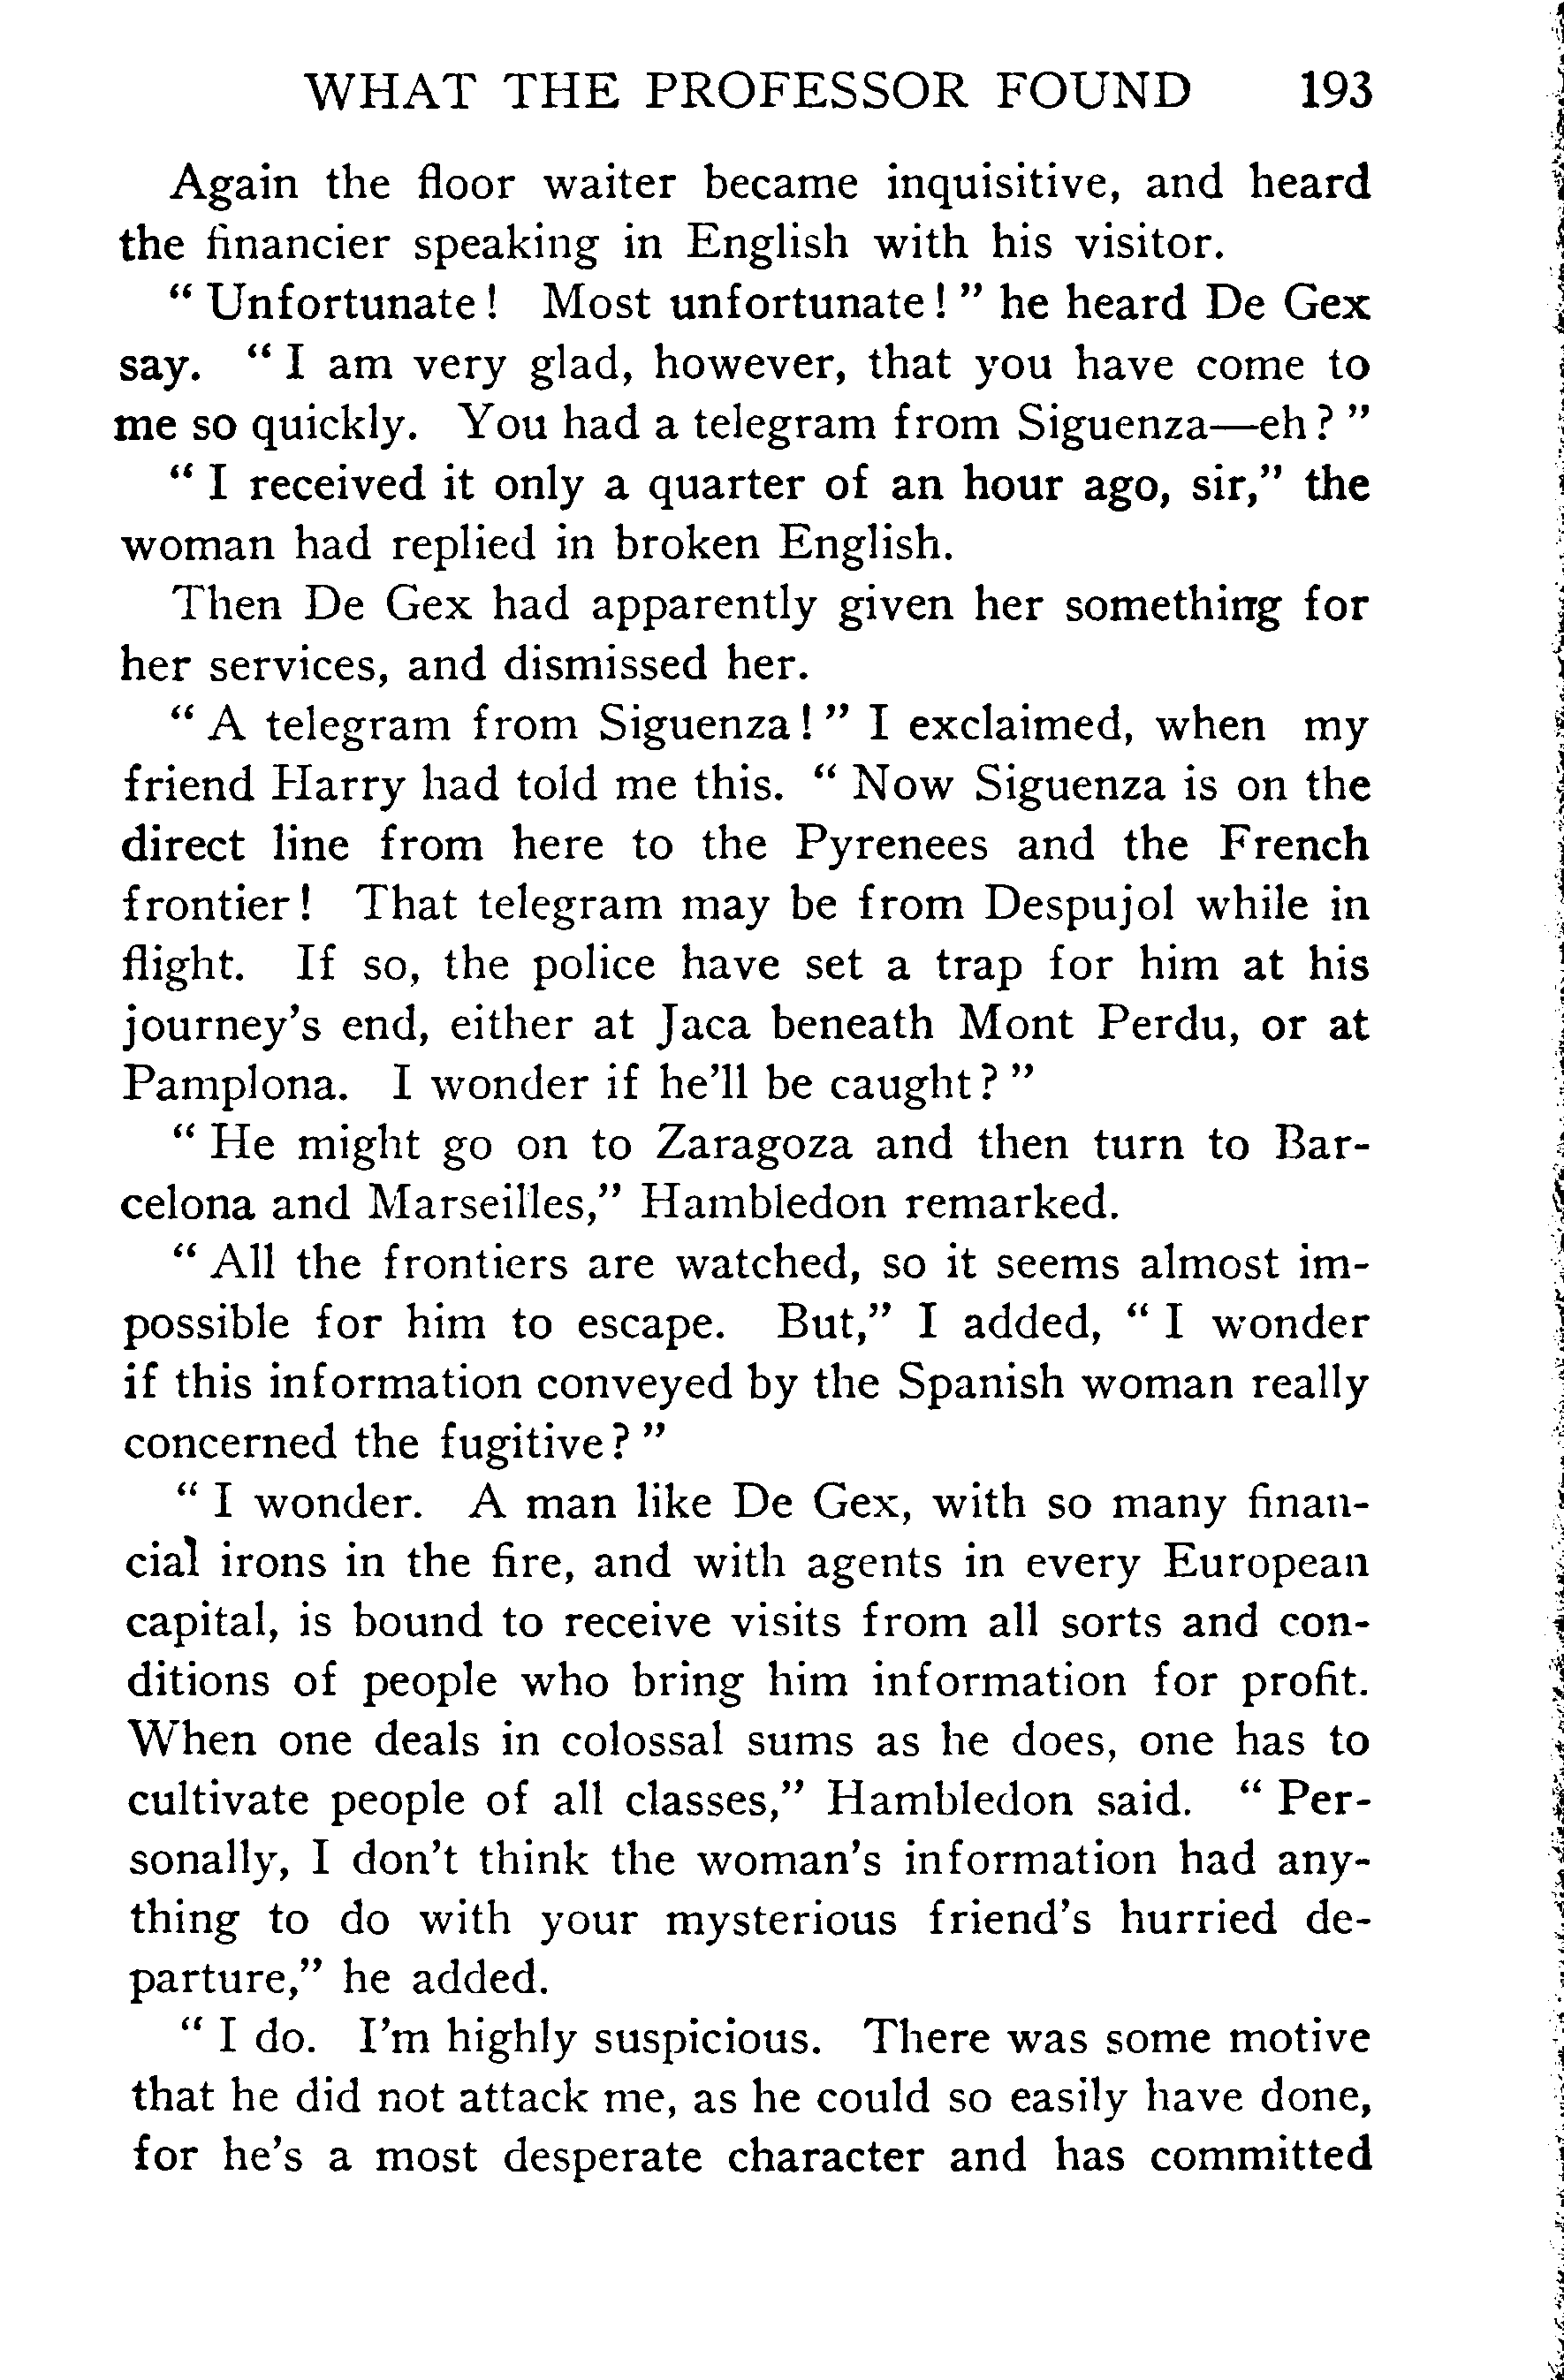 WHAT THE PROFESSOR FOUND 193
Again the floor waiter became inquisitive, and heard
the financier speaking in English with his visitor.
“ Unfortunate ! Most unfortunate ! ” he heard De Gex
say. “ I am very glad, however, that you have come to
me so quickly. You had a telegram from Siguenza—eh ? ”
“ I received it only a quarter of an hour ago, sir,” the
woman had replied in broken English.
Then De Gex had apparently given her something for
her services, and dismissed her.
“ A telegram from Siguenza ! ” I exclaimed, when my
friend Harry had told me this. “ Now Siguenza is on the
direct line from here to the Pyrenees and the French
frontier ! That telegram may be from Despujol while in
flight. If so, the police have set a trap for him at his
journey’s end, either at Jaca beneath Mont Perdu, or at
Pamplona. I wonder if he’ll be caught ? ”
“ He might go on to Zaragoza and then turn to Bar-
celona and Marseilles,” Hambledon remarked.
“ All the frontiers are watched, so it seems almost im-
possible for him to escape. But,” I added, “ I wonder
if this information conveyed by the Spanish woman really
concerned the fugitive ? ”
“ I wonder. A man like De Gex, with so many finan-
cial irons in the fire, and with agents in every European
capital, is bound to receive visits from all sorts and con-
ditions of people who bring him information for profit.
When one deals in colossal sums as he does, one has to
cultivate people of all classes,” Hambledon said. “ Per-
sonally, I don’t think the woman’s information had any-
thing to do with your mysterious friend’s hurried de-
parture,” he added.
“ I do. I’m highly suspicious. There was some motive
that he did not attack me, as he could so easily have done,
for he’s a most desperate character and has committed